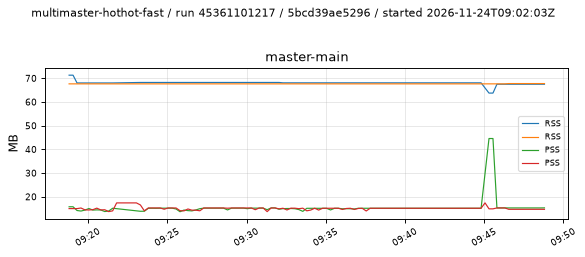 multimaster-hothot-fast / run 45361101217 / 5bcd39ae5296 / started 2026-11-24T09:02:03Z
master-main
MB
70
60
50
40
30
20
RSS
RSS
PSS
PSS
09:20
09:25
09:30
09:35
09:40
09:45
09:50